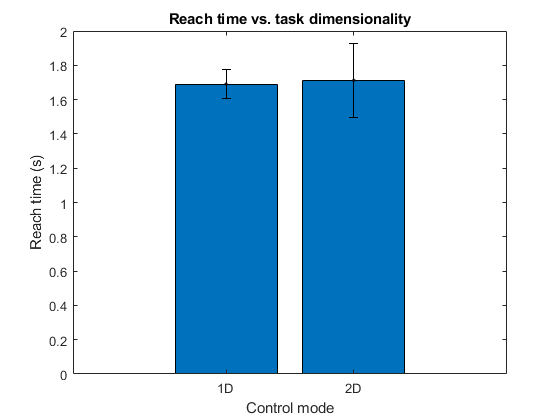 Reach time vs. task dimensionality
2
1.8
1.6
1.4
1.2
1
0.8
0.6
0.4
0.2
0
Reach time (s)
1D
2D
Control mode